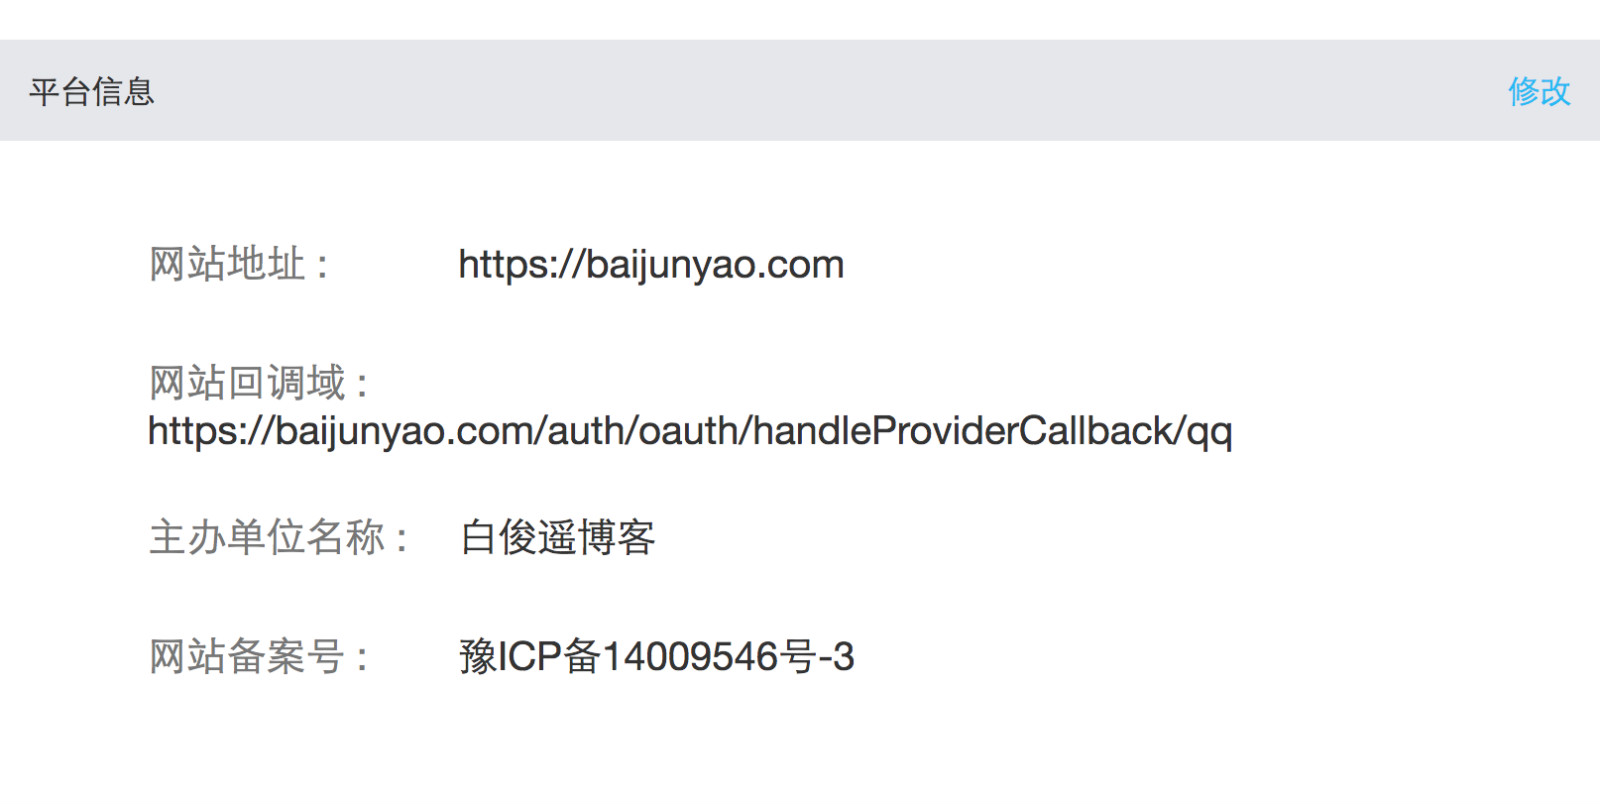 平台信息 修改
网站地址： https://baijunyao.com
网站回调域：
https://baijunyao.com/auth/oauth/handleProviderCallback/qq
主办单位名称： 白俊遥博客
网站备案号： 豫ICP备14009546号-3